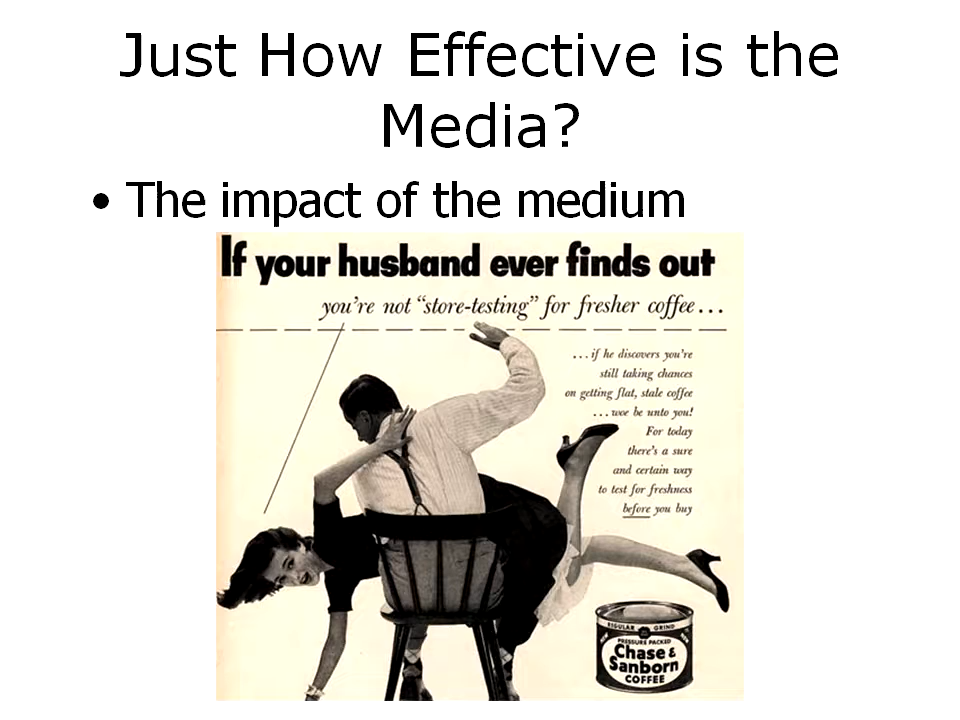 Just How Effective is the
Media?
• The impact of the medium
If your husband ever finds out
you're not "store-testing" for fresher coffee...
...if he discovers you're
still taking chances
on getting flat, stale coffee
...woe be unto you!
For today
there's a sure
and certain way
to test for freshness
before you buy
REGULAR GRIND
PRESSURE PACKED
Chase &
Sanborn
COFFEE